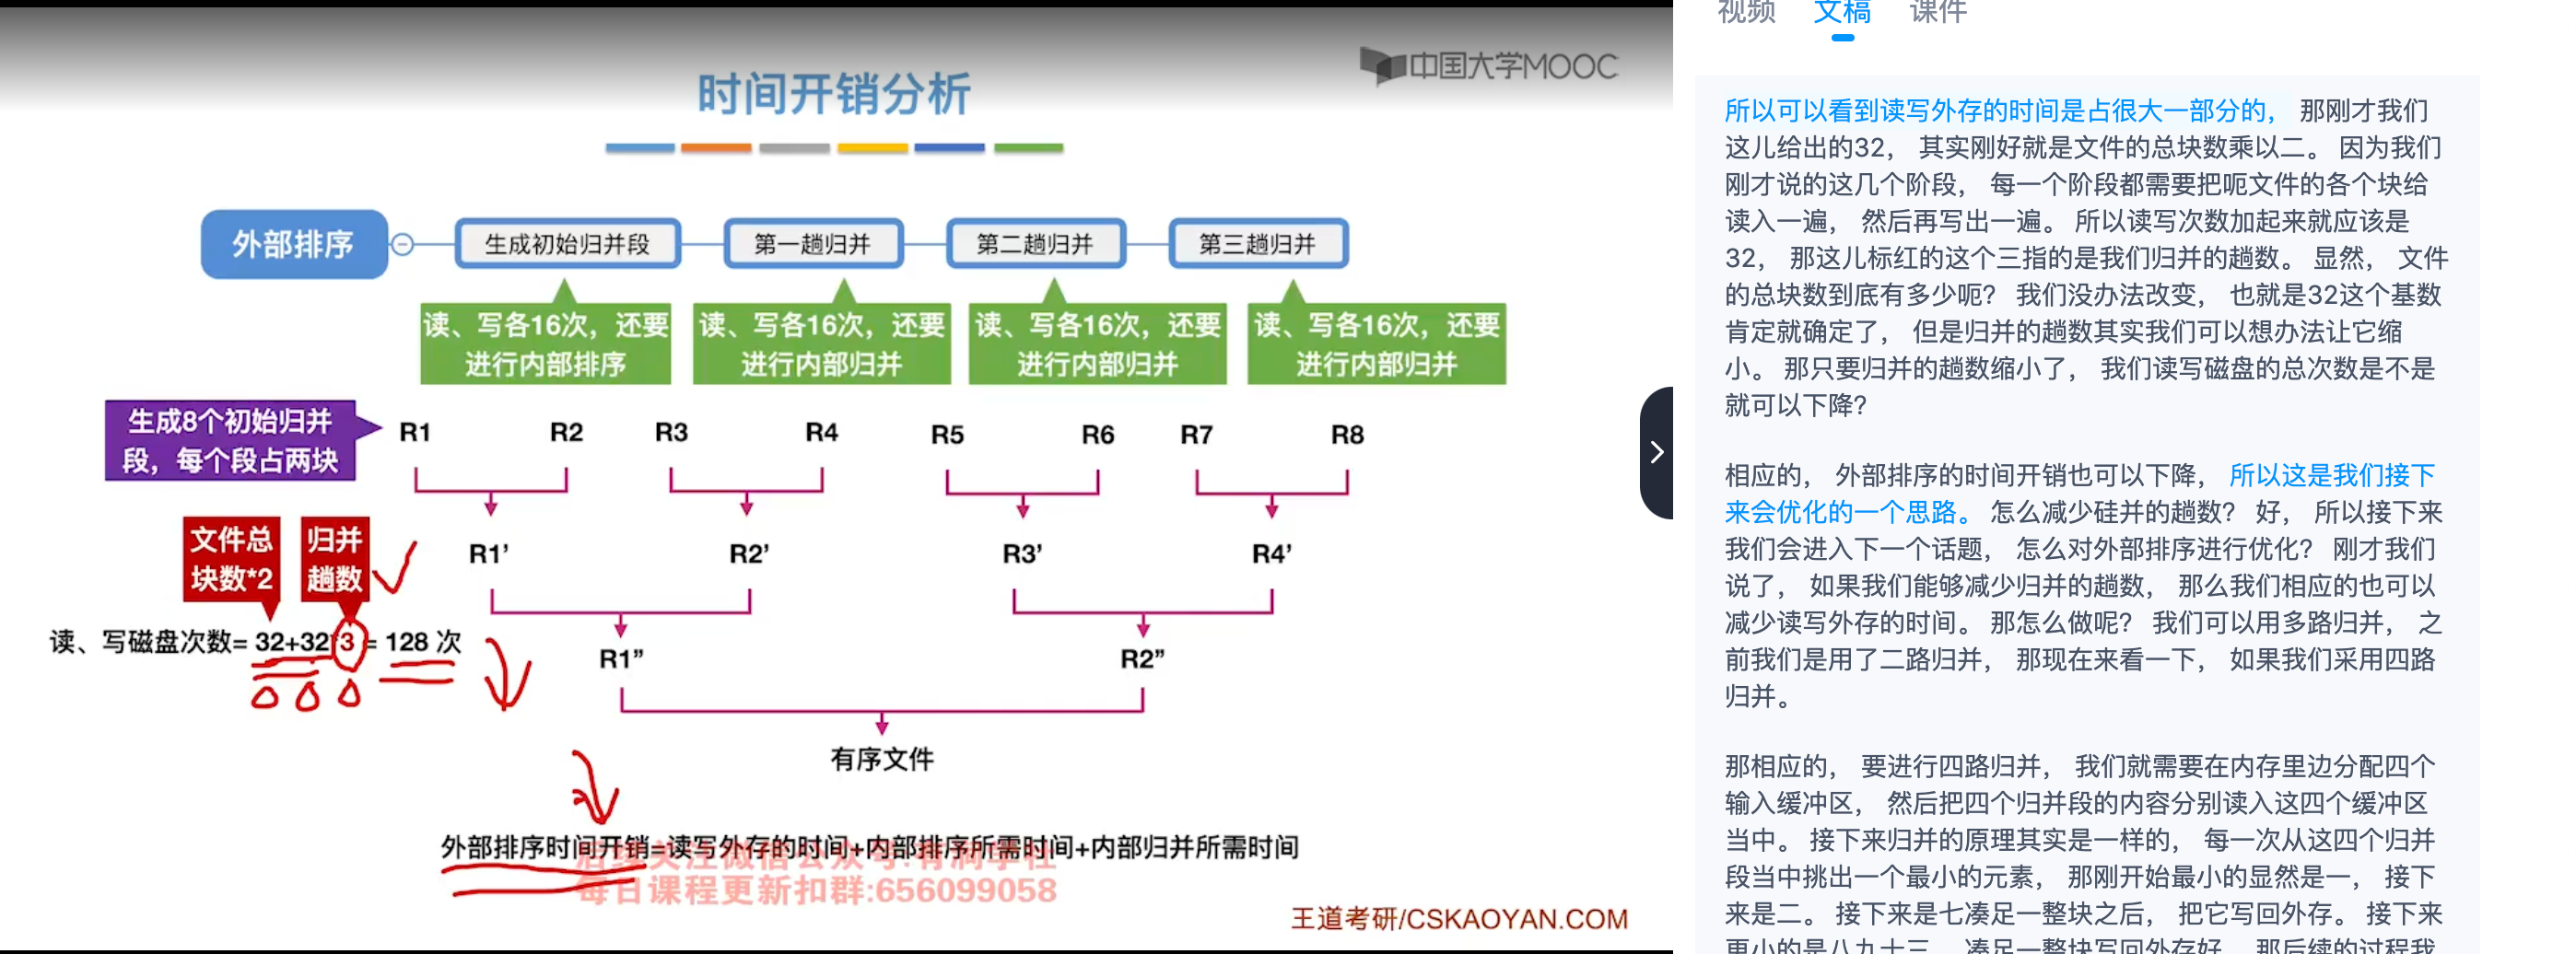 中国大学MOOC
时间开销分析
外部排序
生成初始归并段
第一趟归并
第二趟归并
第三趟归并
读、写各16次，还要
进行内部排序
读、写各16次，还要
进行内部归并
读、写各16次，还要
进行内部归并
读、写各16次，还要
进行内部归并
生成8个初始归并
段，每个段占两块
R1 R2 R3 R4 R5 R6 R7 R8
文件总
块数*2
归并
趟数
R1’ R2’ R3’ R4’
读、写磁盘次数= 32+32*3 = 128 次
R1” R2”
有序文件
外部排序时间开销=读写外存的时间+内部排序所需时间+内部归并所需时间
每日课程更新扣群:656099058
王道考研/CSKAOYAN.COM
视频 文稿 课件
所以可以看到读写外存的时间是占很大一部分的， 那刚才我们
这儿给出的32， 其实刚好就是文件的总块数乘以二。 因为我们
刚才说的这几个阶段， 每一个阶段都需要把呃文件的各个块给
读入一遍， 然后再写出一遍。 所以读写次数加起来就应该是
32， 那这儿标红的这个三指的是我们归并的趟数。 显然， 文件
的总块数到底有多少呃？ 我们没办法改变， 也就是32这个基数
肯定就确定了， 但是归并的趟数其实我们可以想办法让它缩
小。 那只要归并的趟数缩小了， 我们读写磁盘的总次数是不是
就可以下降？
相应的， 外部排序的时间开销也可以下降， 所以这是我们接下
来会优化的一个思路。 怎么减少硅并的趟数？ 好， 所以接下来
我们会进入下一个话题， 怎么对外部排序进行优化？ 刚才我们
说了， 如果我们能够减少归并的趟数， 那么我们相应的也可以
减少读写外存的时间。 那怎么做呢？ 我们可以用多路归并， 之
前我们是用了二路归并， 那现在来看一下， 如果我们采用四路
归并。
那相应的， 要进行四路归并， 我们就需要在内存里边分配四个
输入缓冲区， 然后把四个归并段的内容分别读入这四个缓冲区
当中。 接下来归并的原理其实是一样的， 每一次从这四个归并
段当中挑出一个最小的元素， 那刚开始最小的显然是一， 接下
来是二。 接下来是七凑足一整块之后， 把它写回外存。 接下来
更小的是八九十三， 凑足一整块写回外存好， 那后续的过程我